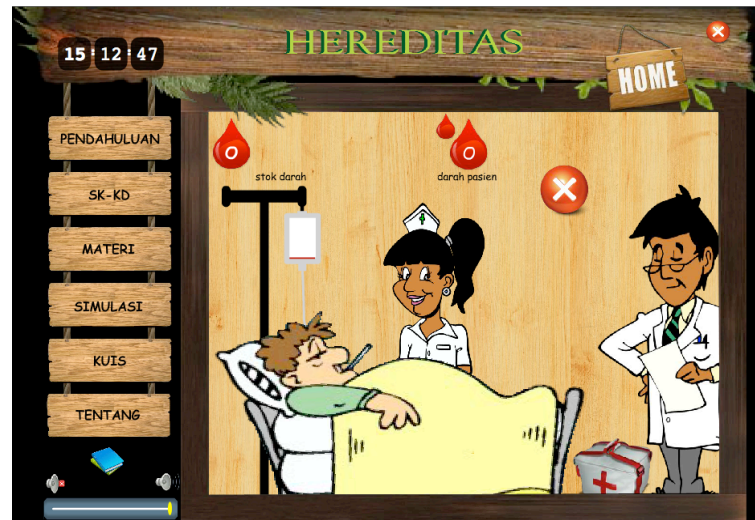 HEREDITAS
15:12:47
HOME
PENDAHULUAN
SK-KD
MATERI
SIMULASI
KUIS
TENTANG
O
stok darah
O
darah pasien